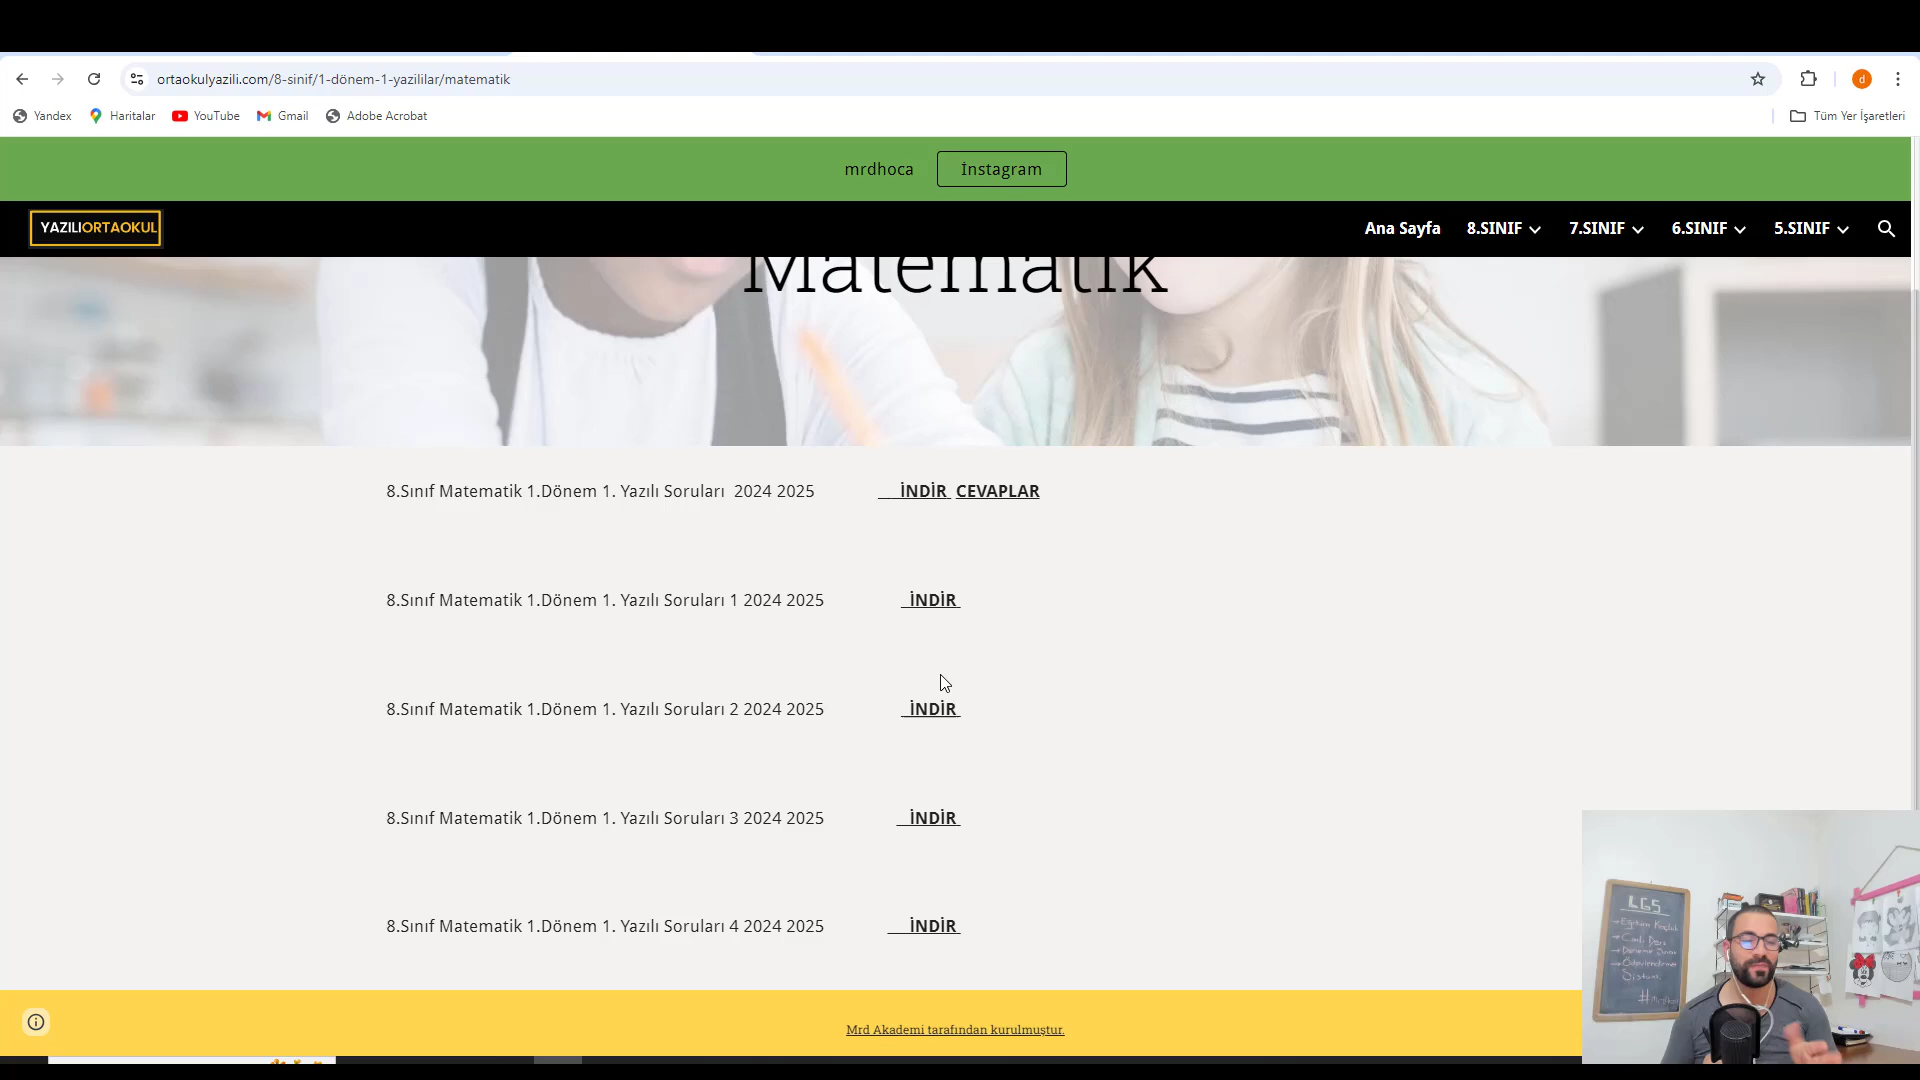 ortaokulyazili.com/8-sinif/1-dönem-1-yazililar/matematik
d
Yandex Haritalar YouTube Gmail Adobe Acrobat Tüm Yer İşaretleri
mrdhoca İnstagram
YAZILIORTAOKUL Ana Sayfa 8.SINIF 7.SINIF 6.SINIF 5.SINIF
Matematik
8.Sınıf Matematik 1.Dönem 1. Yazılı Soruları 2024 2025 İNDİR CEVAPLAR
8.Sınıf Matematik 1.Dönem 1. Yazılı Soruları 1 2024 2025 İNDİR
8.Sınıf Matematik 1.Dönem 1. Yazılı Soruları 2 2024 2025 İNDİR
8.Sınıf Matematik 1.Dönem 1. Yazılı Soruları 3 2024 2025 İNDİR
8.Sınıf Matematik 1.Dönem 1. Yazılı Soruları 4 2024 2025 İNDİR
LGS
Canlı Ders
Sistemi
Mrd Akademi tarafından kurulmuştur.